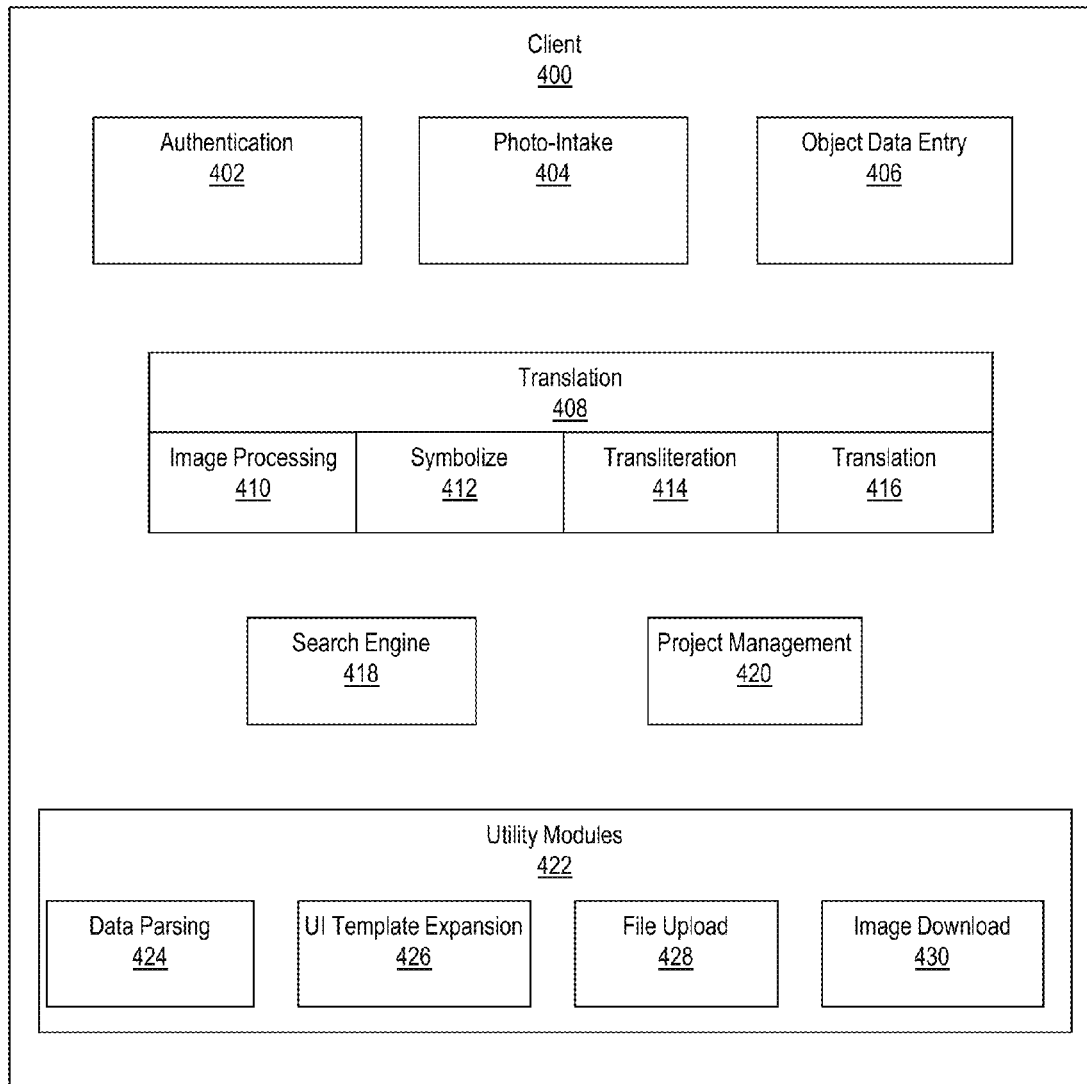 Client
400
Authentication
402
Photo-Intake
404
Object Data Entry
406
Translation
408
Image Processing
410
Symbolize
412
Transliteration
414
Translation
416
Search Engine
418
Project Management
420
Utility Modules
422
Data Parsing
424
UI Template Expansion
426
File Upload
428
Image Download
430